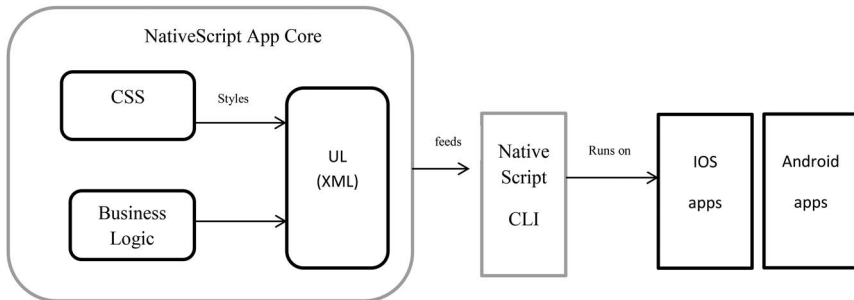 NativeScript App Core
CSS
Styles
UL
(XML)
Business
Logic
feeds
Native
Script
CLI
Runs on
IOS
apps
Android
apps